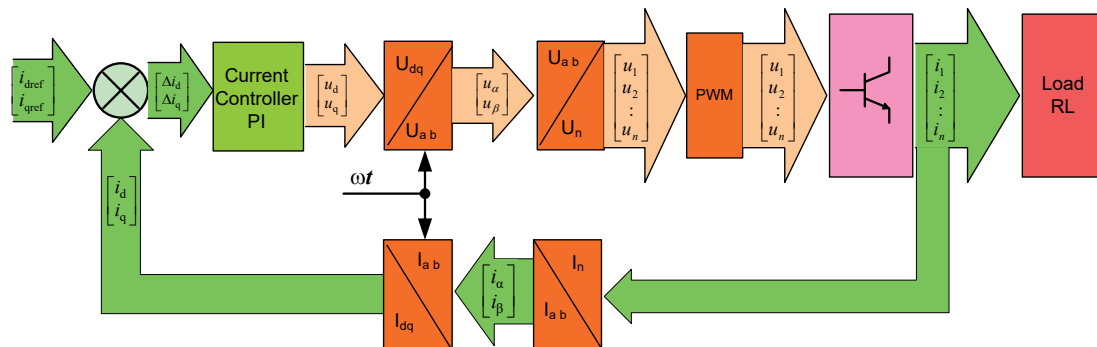 i_dref
i_qref
Δi_d
Δi_q
Current
Controller
PI
u_d
u_q
U_dq
U_a b
u_α
u_β
U_a b
U_n
u_1
u_2
:
u_n
PWM
u_1
u_2
:
u_n
i_1
i_2
:
i_n
Load
RL
ωt
i_d
i_q
I_a b
I_dq
i_α
i_β
I_n
I_a b